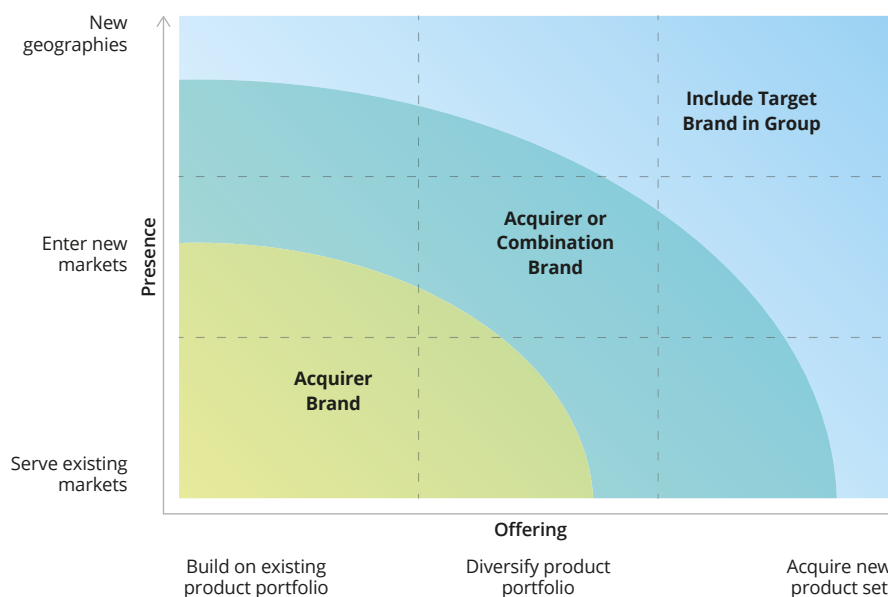 New
geographies
Include Target
Brand in Group
Acquirer or
Combination
Brand
Enter new
markets
Presence
Acquirer
Brand
Serve existing
markets
Offering
Build on existing
product portfolio
Diversify product
portfolio
Acquire new
product set